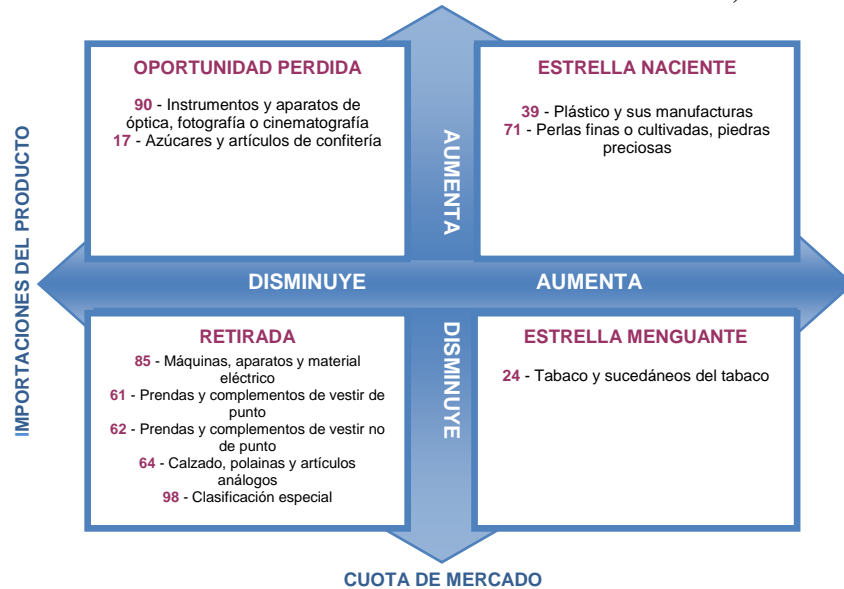 OPORTUNIDAD PERDIDA
90 - Instrumentos y aparatos de
óptica, fotografía o cinematografía
17 - Azúcares y artículos de confitería
ESTRELLA NACIENTE
39 - Plástico y sus manufacturas
71 - Perlas finas o cultivadas, piedras
preciosas
AUMENTA
IMPORTACIONES DEL PRODUCTO
DISMINUYE
AUMENTA
RETIRADA
85 - Máquinas, aparatos y material
eléctrico
61 - Prendas y complementos de vestir de
punto
62 - Prendas y complementos de vestir no
de punto
64 - Calzado, polainas y artículos
análogos
98 - Clasificación especial
DISMINUYE
ESTRELLA MENGUANTE
24 - Tabaco y sucedáneos del tabaco
CUOTA DE MERCADO